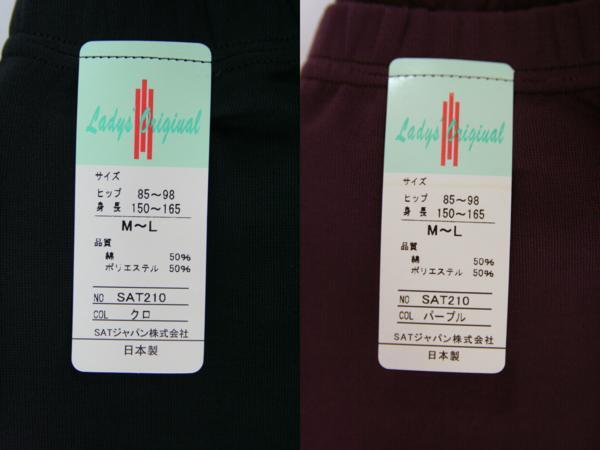 Ladys' Original
サイズ
ヒップ 85〜98
身長 150〜165
M〜L
品質
綿 50%
ポリエステル 50%
NO SAT210
COL クロ
SATジャパン株式会社
日本製
Ladys' Original
サイズ
ヒップ 85〜98
身長 150〜165
M〜L
品質
綿 50%
ポリエステル 50%
NO SAT210
COL パープル
SATジャパン株式会社
日本製